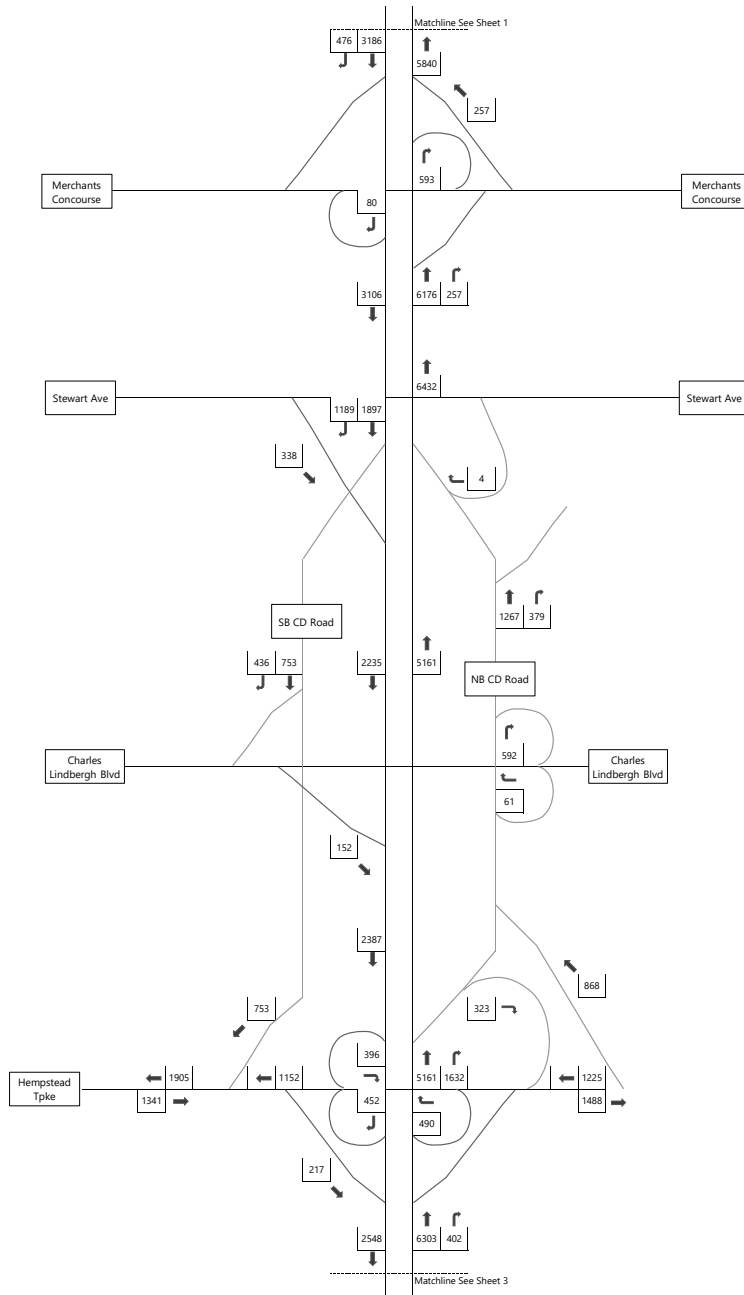 Matchline See Sheet 1
476 3186
5840
257
593
Merchants
Concourse
Merchants
Concourse
80
3106
6176 257
6432
Stewart Ave
Stewart Ave
1189 1897
338
4
1267 379
SB CD Road
436 753
2235
5161
NB CD Road
592
Charles
Lindbergh Blvd
Charles
Lindbergh Blvd
61
152
2387
868
753
323
396
1905
1152
5161 1632
1225
Hempstead
Tpke
1341
452
1488
490
217
2548
6303 402
Matchline See Sheet 3